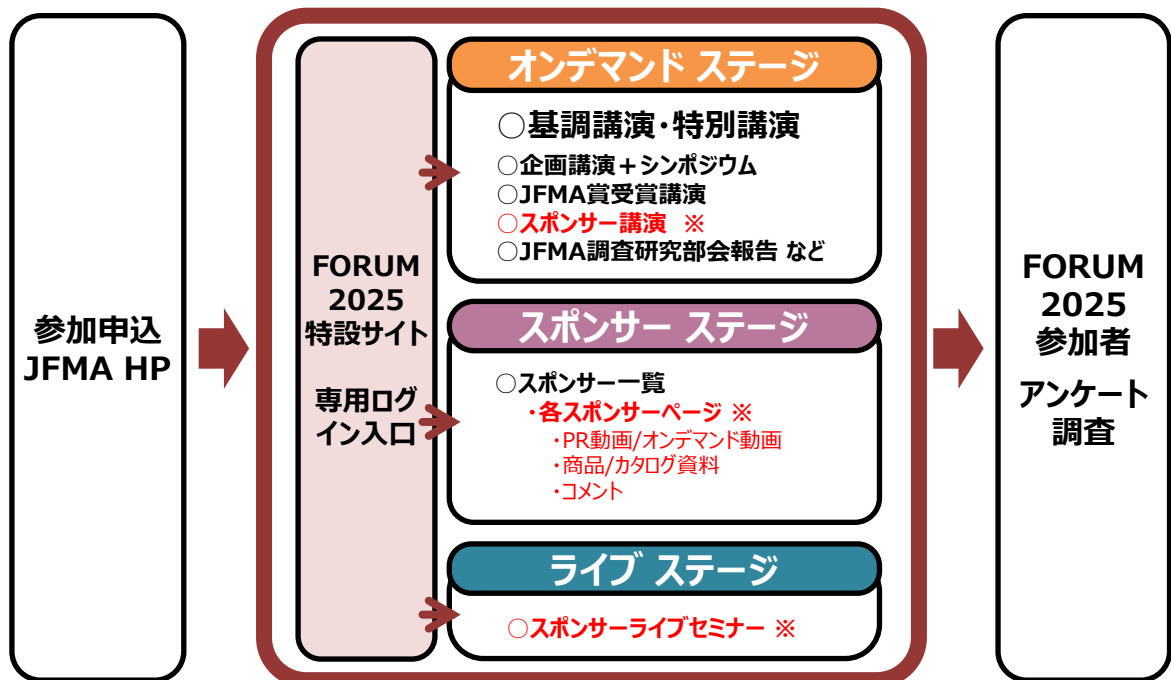 参加申込
JFMA HP
FORUM
2025
特設サイト
専用ログ
イン入口
オンデマンド ステージ
○基調講演・特別講演
○企画講演＋シンポジウム
○JFMA賞受賞講演
○スポンサー講演 ※
○JFMA調査研究部会報告 など
スポンサー ステージ
○スポンサー一覧
・各スポンサーページ ※
・PR動画/オンデマンド動画
・商品/カタログ資料
・コメント
ライブ ステージ
○スポンサーライブセミナー ※
FORUM
2025
参加者
アンケート
調査